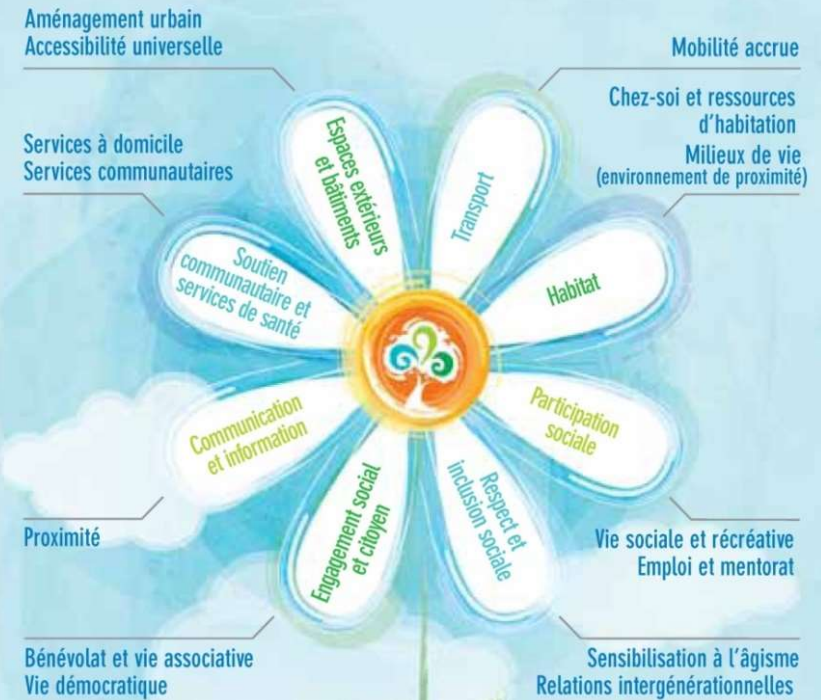 Aménagement urbain
Accessibilité universelle
Mobilité accrue
Chez-soi et ressources
d'habitation
Milieux de vie
(environnement de proximité)
Services à domicile
Services communautaires
Espaces extérieurs
et bâtiments
Transport
Soutien
communautaire et
services de santé
Habitat
Communication
et information
Participation
sociale
Engagement social
et citoyen
Respect et
inclusion sociale
Proximité
Vie sociale et récréative
Emploi et mentorat
Bénévolat et vie associative
Vie démocratique
Sensibilisation à l'âgisme
Relations intergénérationnelles